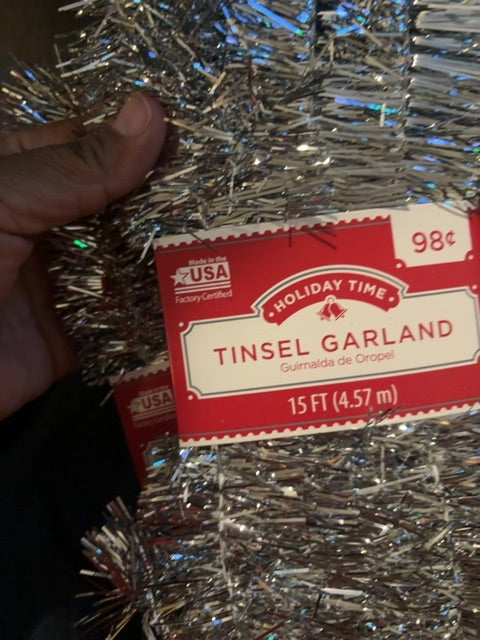 98¢
Made in the
USA
Factory Certified
HOLIDAY TIME
TINSEL GARLAND
Guirnalda de Oropel
15 FT (4.57 m)
USA